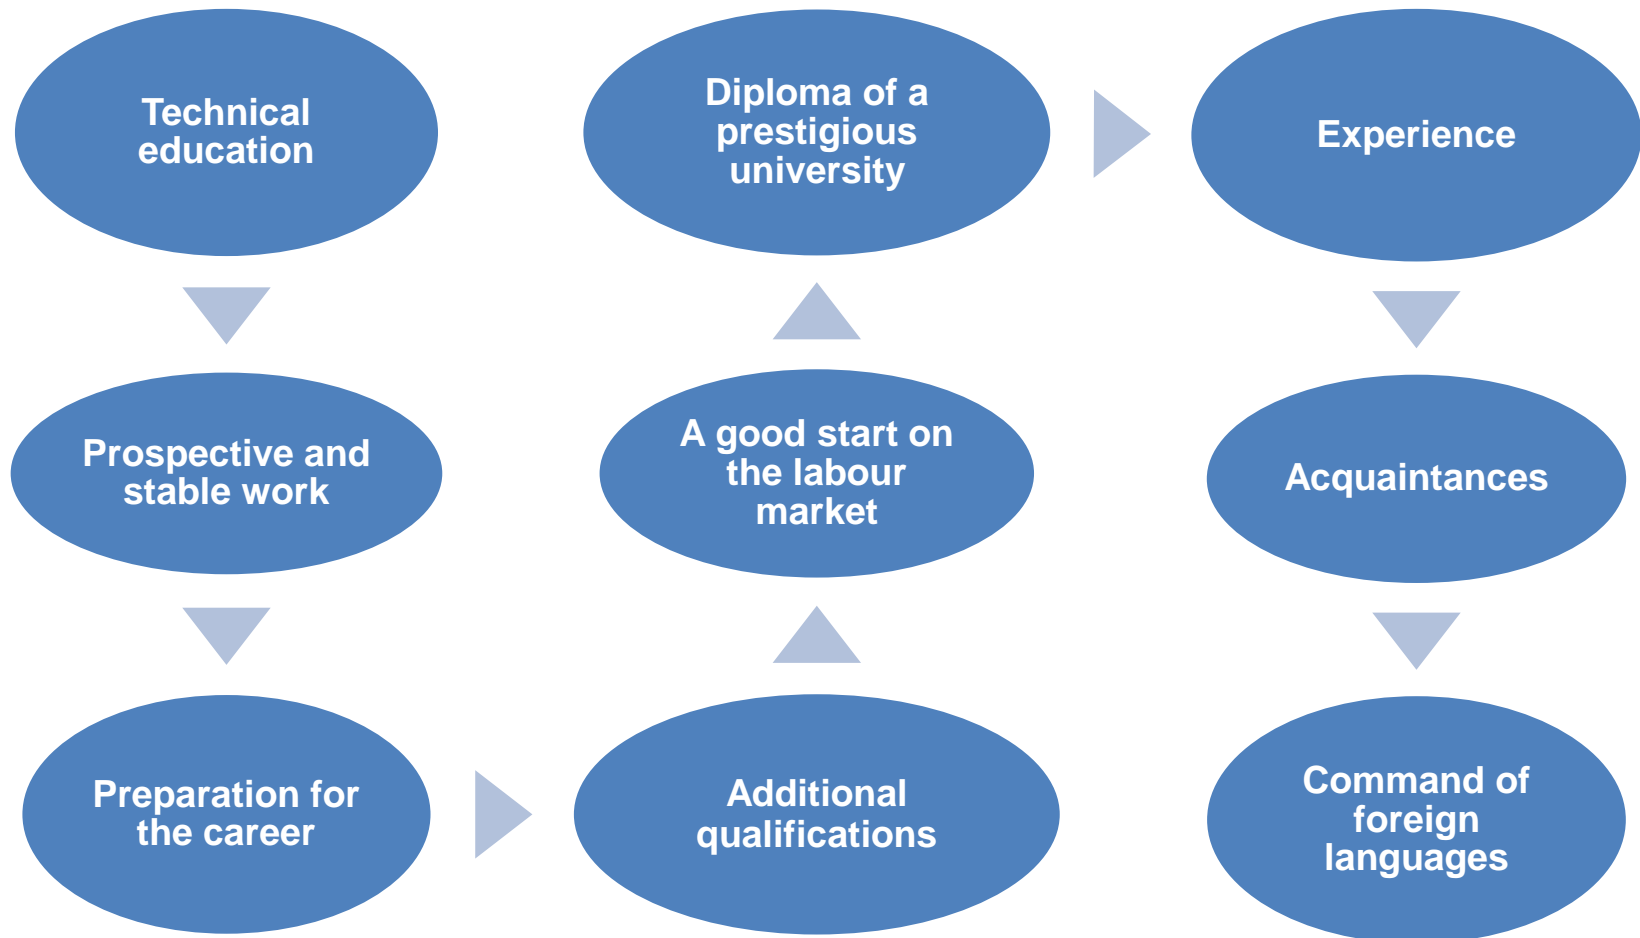 Technical
education
Prospective and
stable work
Preparation for
the career
Additional
qualifications
A good start on
the labour
market
Diploma of a
prestigious
university
Experience
Acquaintances
Command of
foreign
languages